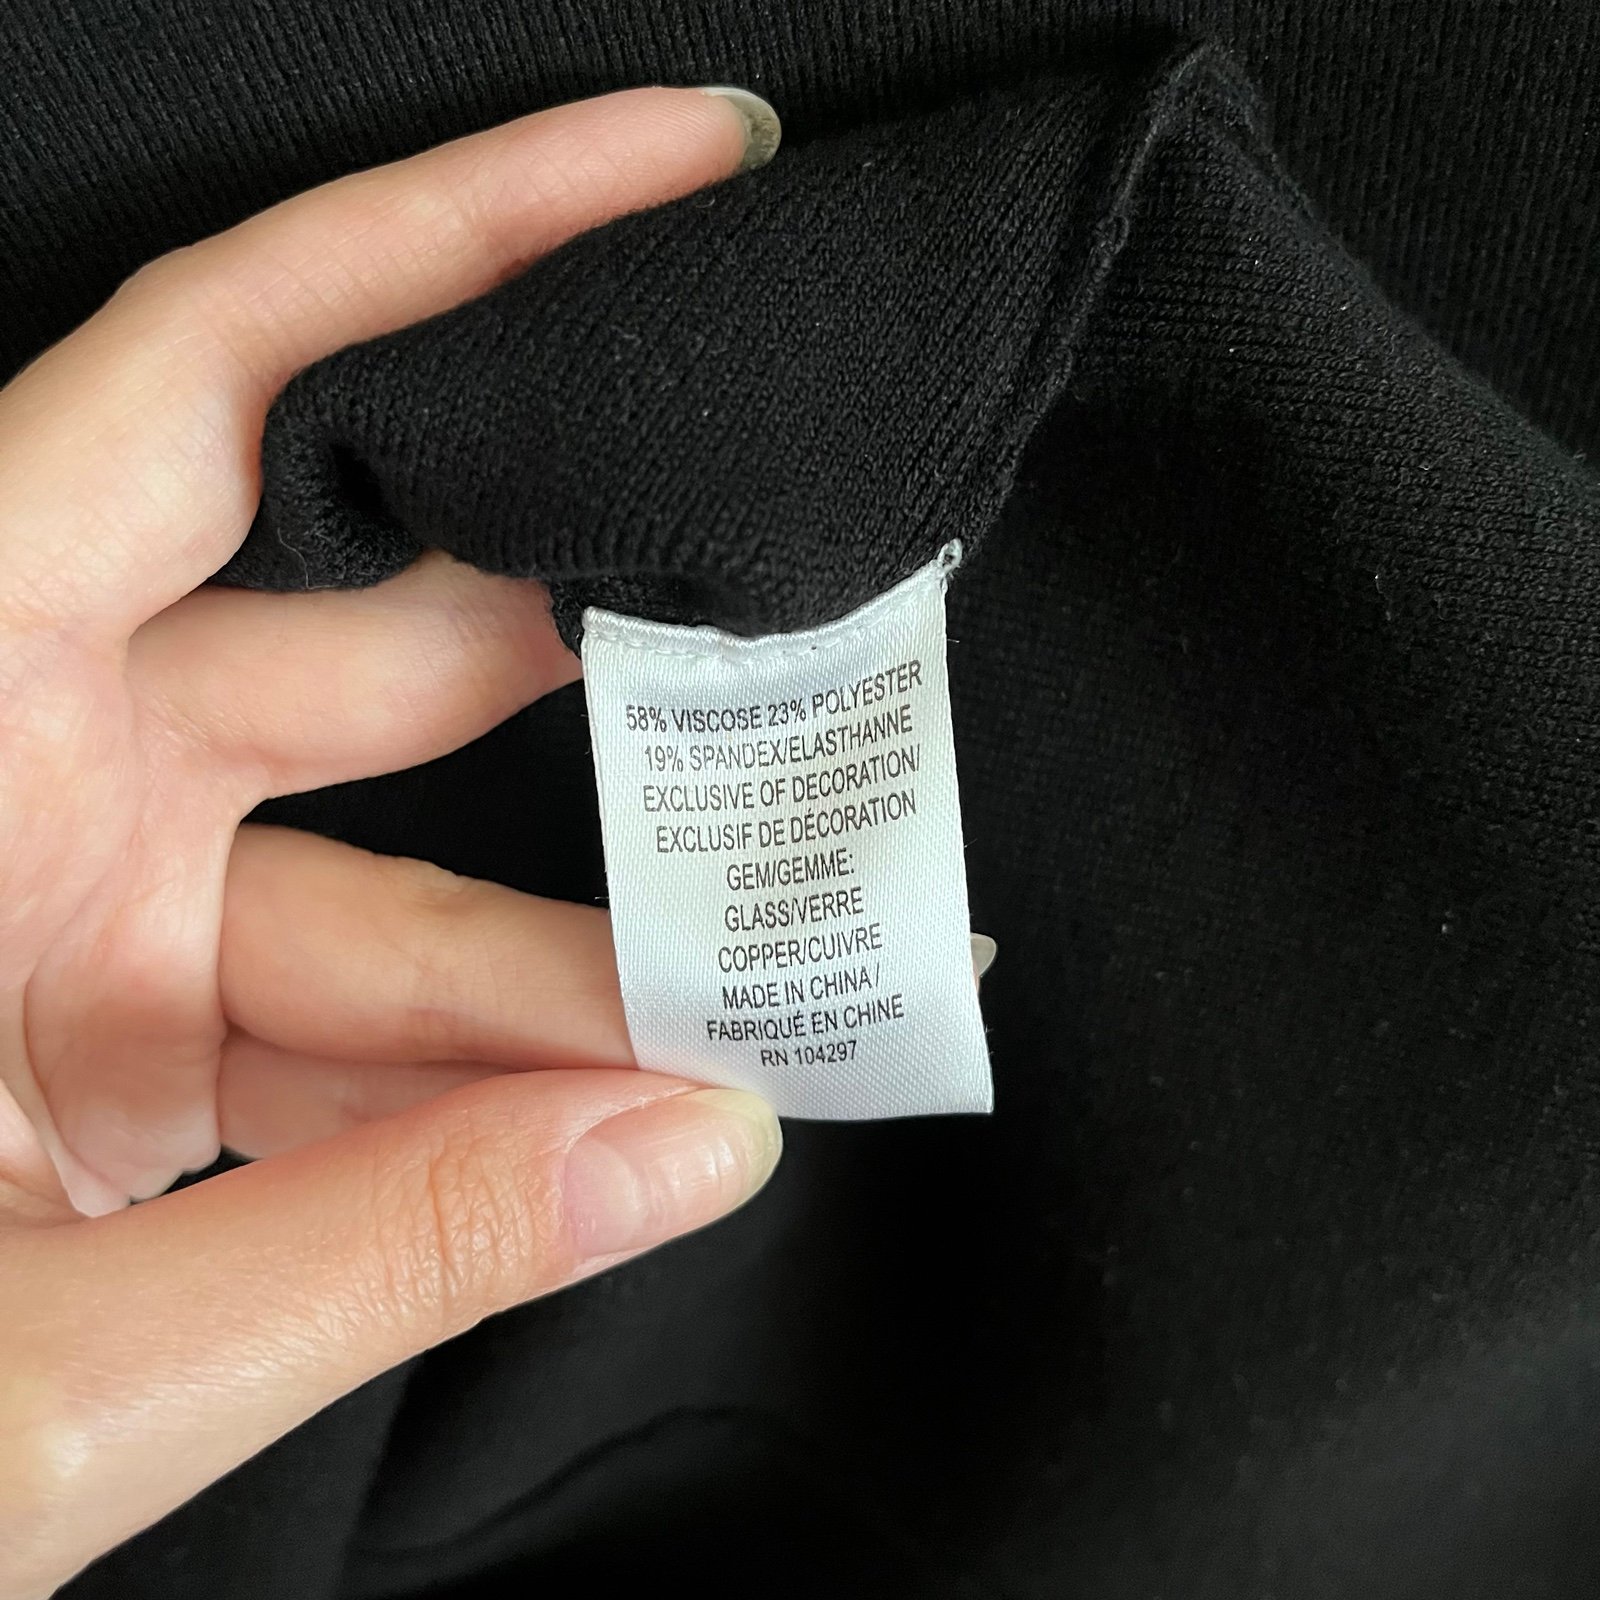 58% VISCOSE 23% POLYESTER
19% SPANDEX/ELASTHANNE
EXCLUSIVE OF DECORATION/
EXCLUSIF DE DÉCORATION
GEM/GEMME:
GLASS/VERRE
COPPER/CUIVRE
MADE IN CHINA /
FABRIQUÉ EN CHINE
RN 104297